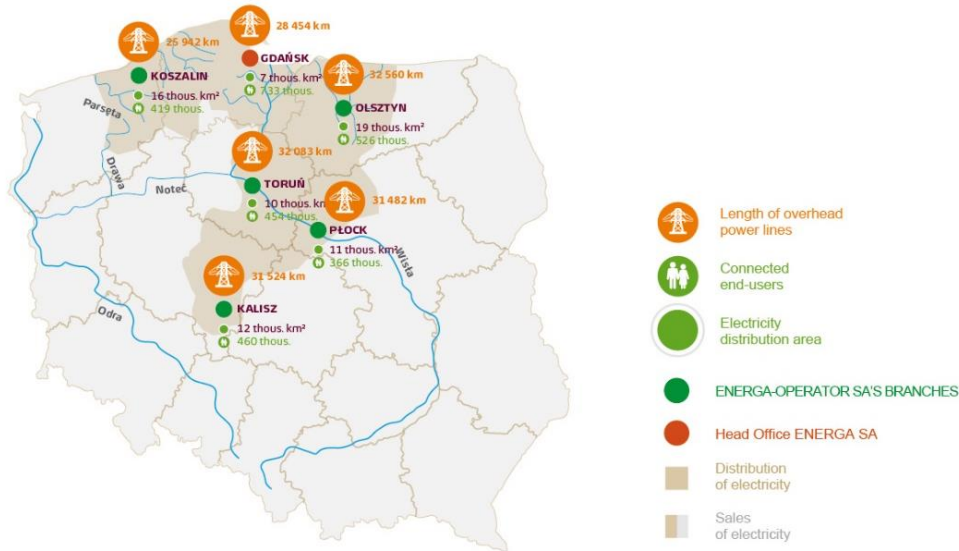 28 454 km
25 942 km
GDAŃSK
7 thous. km²
733 thous.
KOSZALIN
16 thous. km²
419 thous.
32 560 km
OLSZTYN
19 thous. km²
526 thous.
Parsęta
Drawa
Noteć
32 083 km
TORUŃ
10 thous. km
454 thous.
31 482 km
PŁOCK
11 thous. km²
366 thous.
Wisła
31 524 km
KALISZ
12 thous. km²
460 thous.
Odra
Length of overhead
power lines
Connected
end-users
Electricity
distribution area
ENERGA-OPERATOR SA'S BRANCHES
Head Office ENERGA SA
Distribution
of electricity
Sales
of electricity